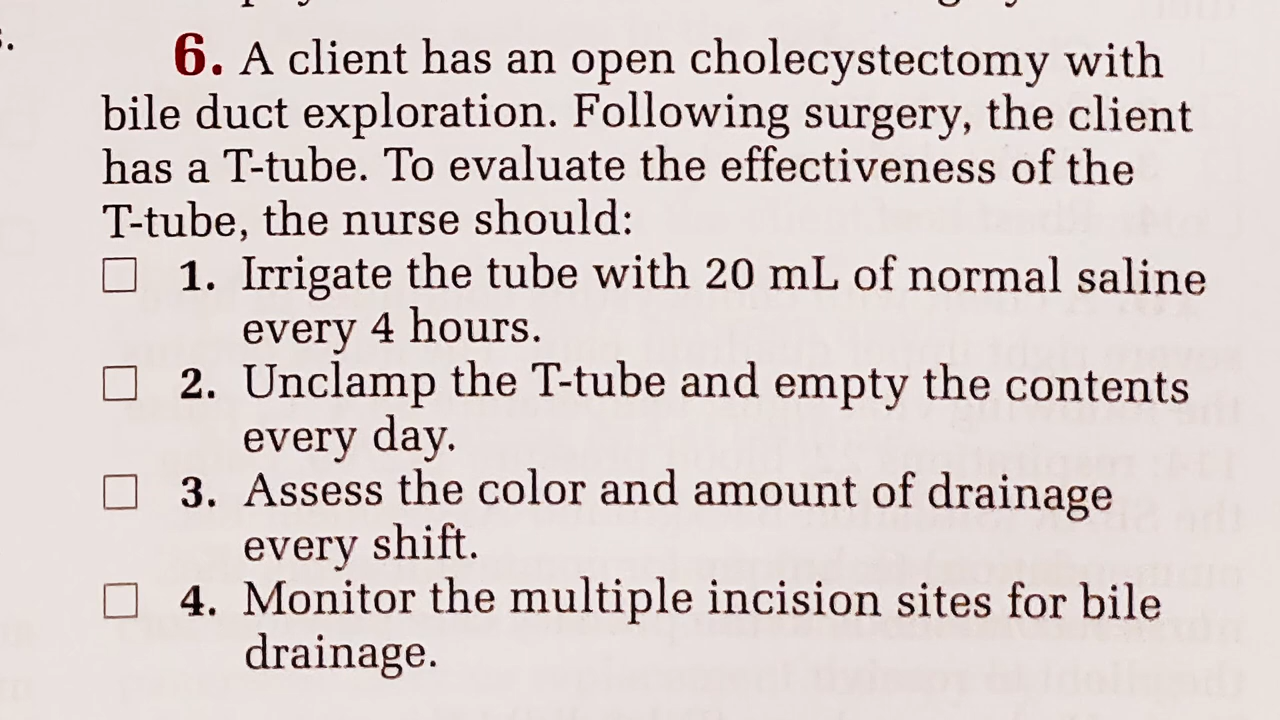 6. A client has an open cholecystectomy with
bile duct exploration. Following surgery, the client
has a T-tube. To evaluate the effectiveness of the
T-tube, the nurse should:
☐ 1. Irrigate the tube with 20 mL of normal saline
every 4 hours.
☐ 2. Unclamp the T-tube and empty the contents
every day.
☐ 3. Assess the color and amount of drainage
every shift.
☐ 4. Monitor the multiple incision sites for bile
drainage.